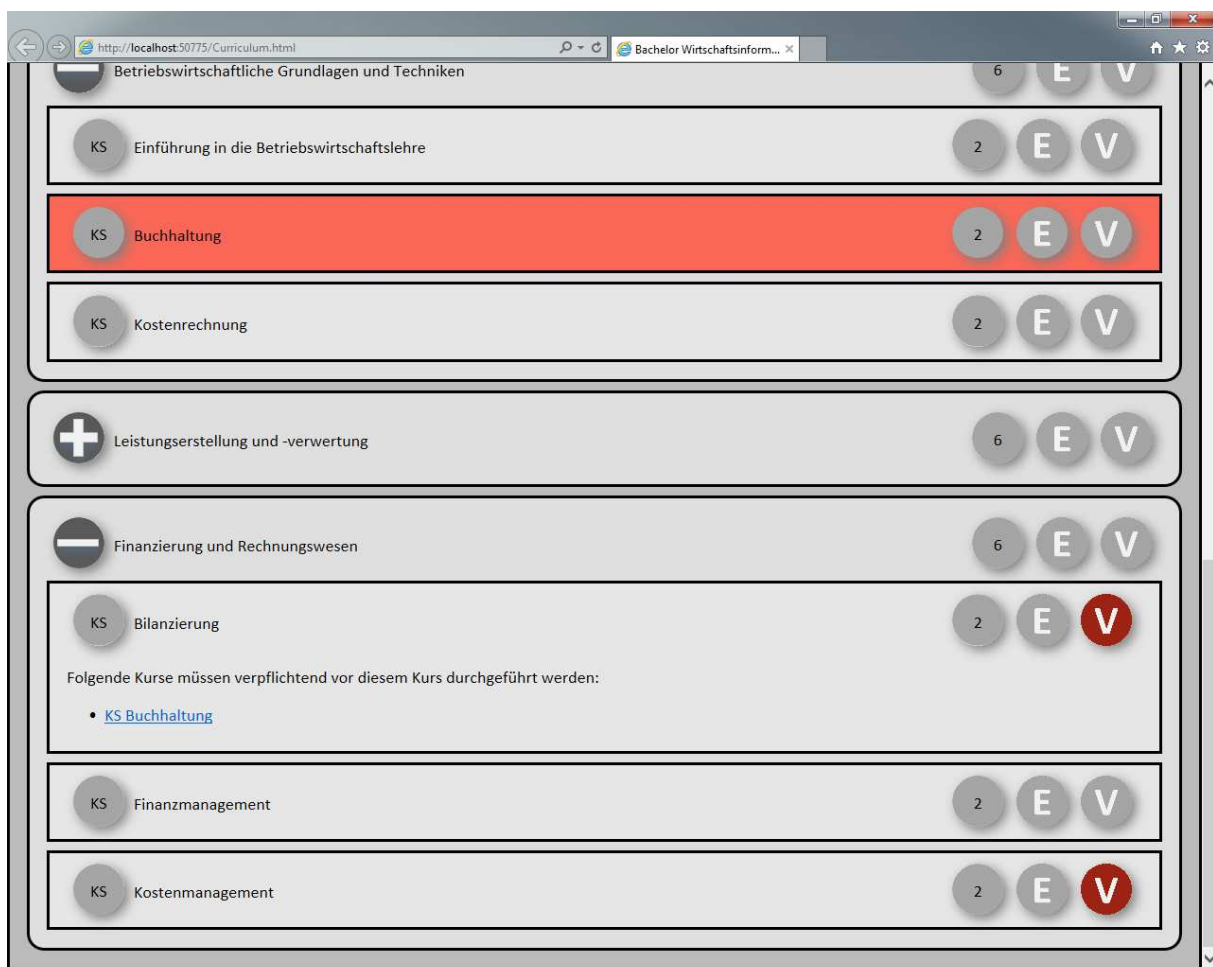 http://localhost:50775/Curriculum.html
Bachelor Wirtschaftsinform...
Betriebswirtschaftliche Grundlagen und Techniken 6 E V
KS Einführung in die Betriebswirtschaftslehre 2 E V
KS Buchhaltung 2 E V
KS Kostenrechnung 2 E V
Leistungserstellung und -verwertung 6 E V
Finanzierung und Rechnungswesen 6 E V
KS Bilanzierung 2 E V
Folgende Kurse müssen verpflichtend vor diesem Kurs durchgeführt werden:
• KS Buchhaltung
KS Finanzmanagement 2 E V
KS Kostenmanagement 2 E V